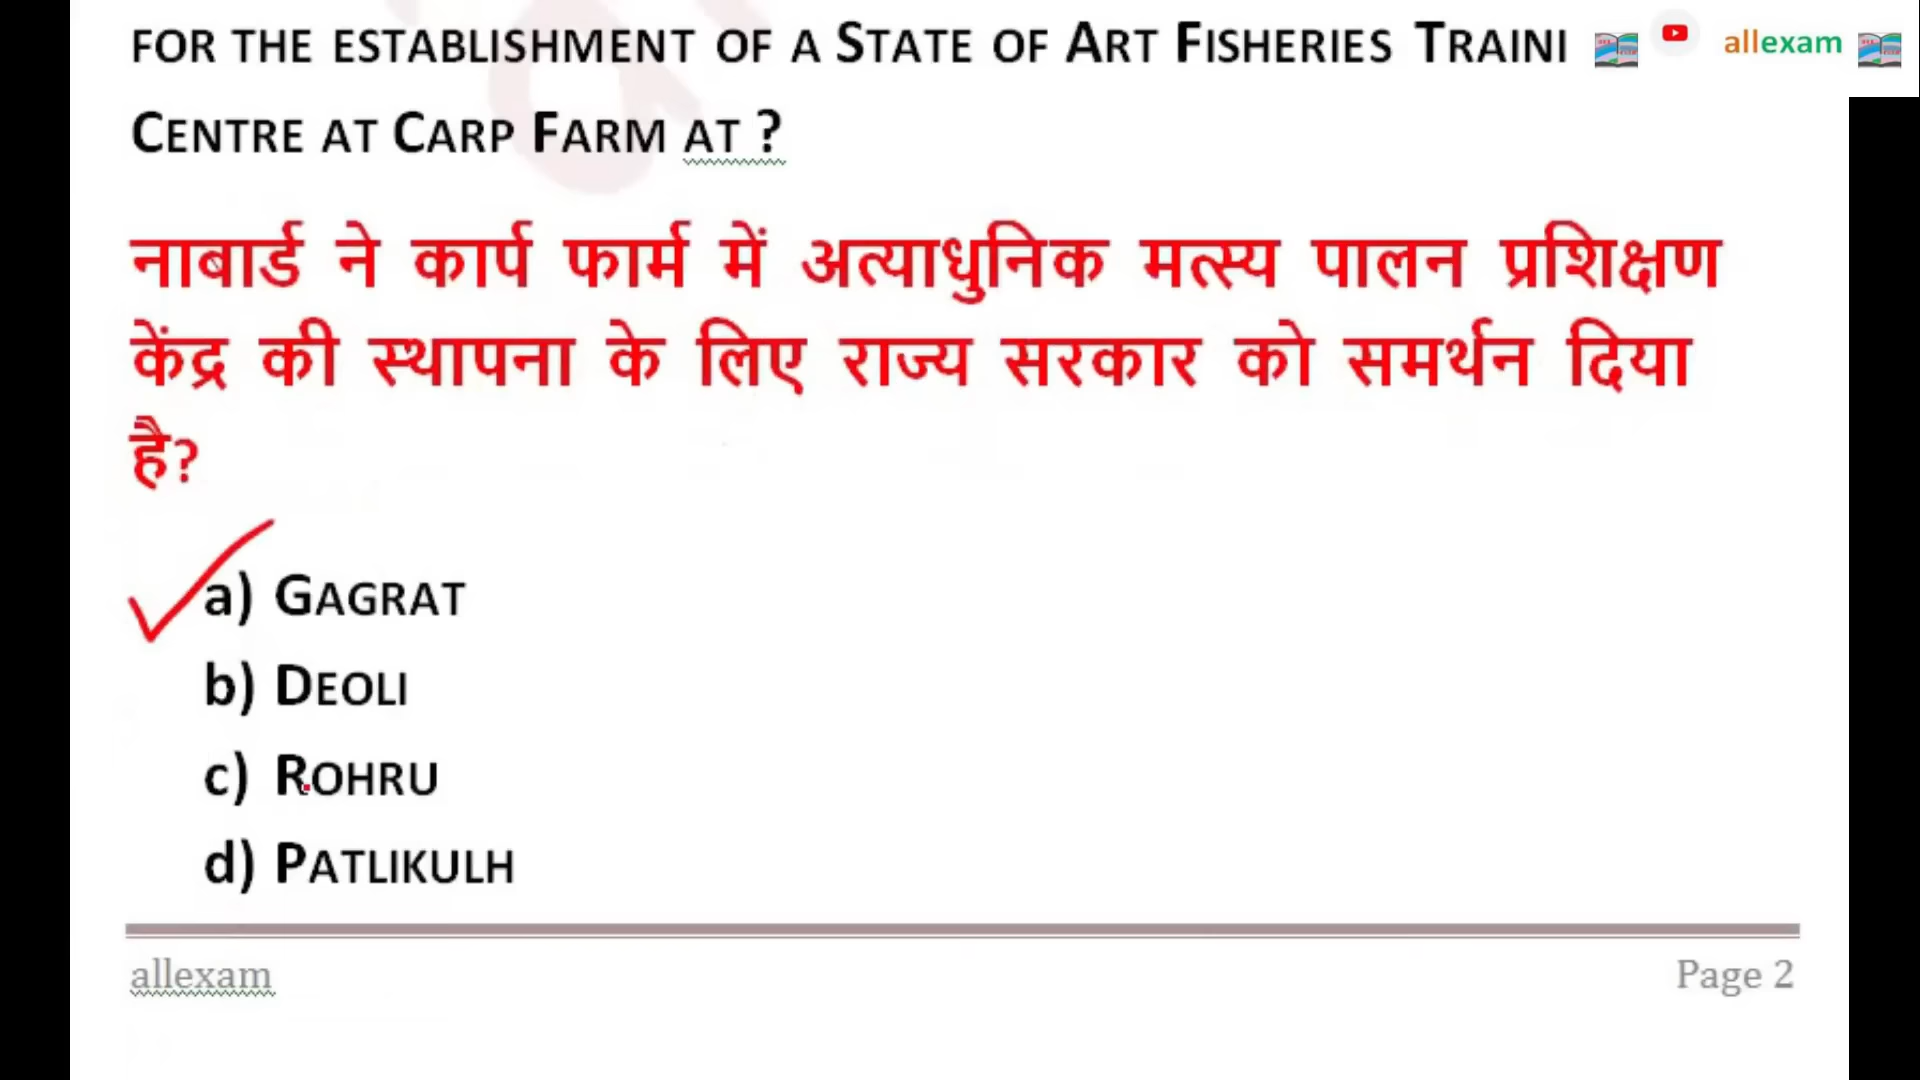 FOR THE ESTABLISHMENT OF A STATE OF ART FISHERIES TRAINI
allexam
CENTRE AT CARP FARM AT ?
नाबार्ड ने कार्प फार्म में अत्याधुनिक मत्स्य पालन प्रशिक्षण
केंद्र की स्थापना के लिए राज्य सरकार को समर्थन दिया
है?
a) GAGRAT
b) DEOLI
c) ROHRU
d) PATLIKULH
allexam
Page 2